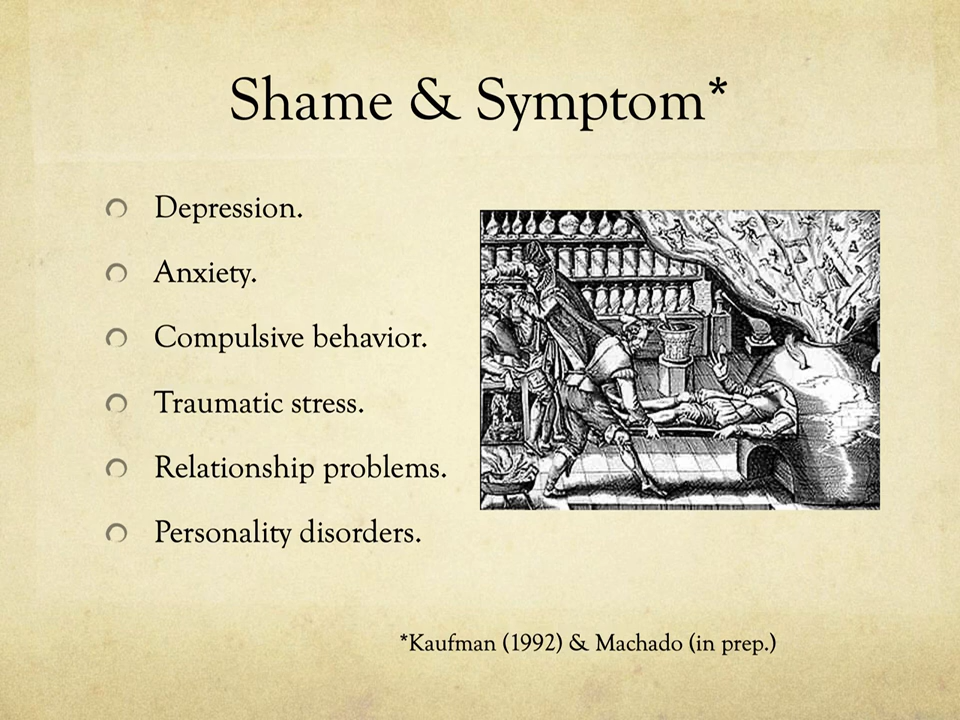 Shame & Symptom*
Depression.
Anxiety.
Compulsive behavior.
Traumatic stress.
Relationship problems.
Personality disorders.
*Kaufman (1992) & Machado (in prep.)